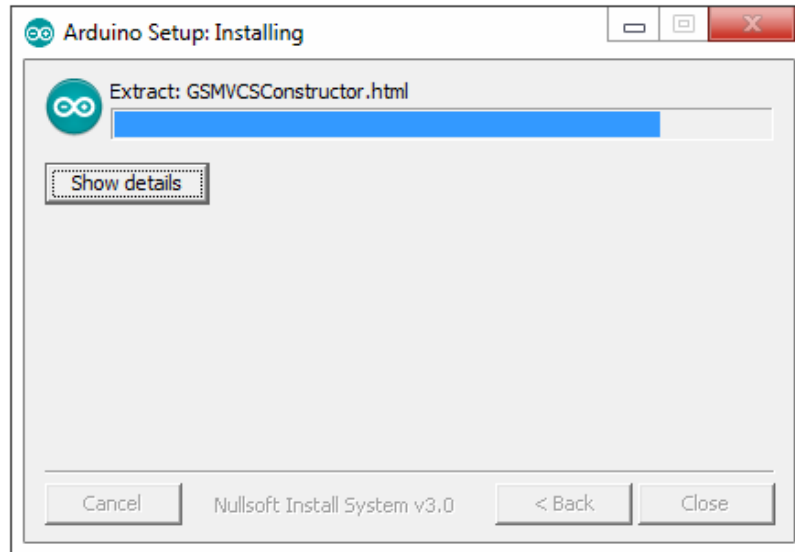 Arduino Setup: Installing
Extract: GSMVCSConstructor.html
Show details
Cancel
Nullsoft Install System v3.0
< Back
Close